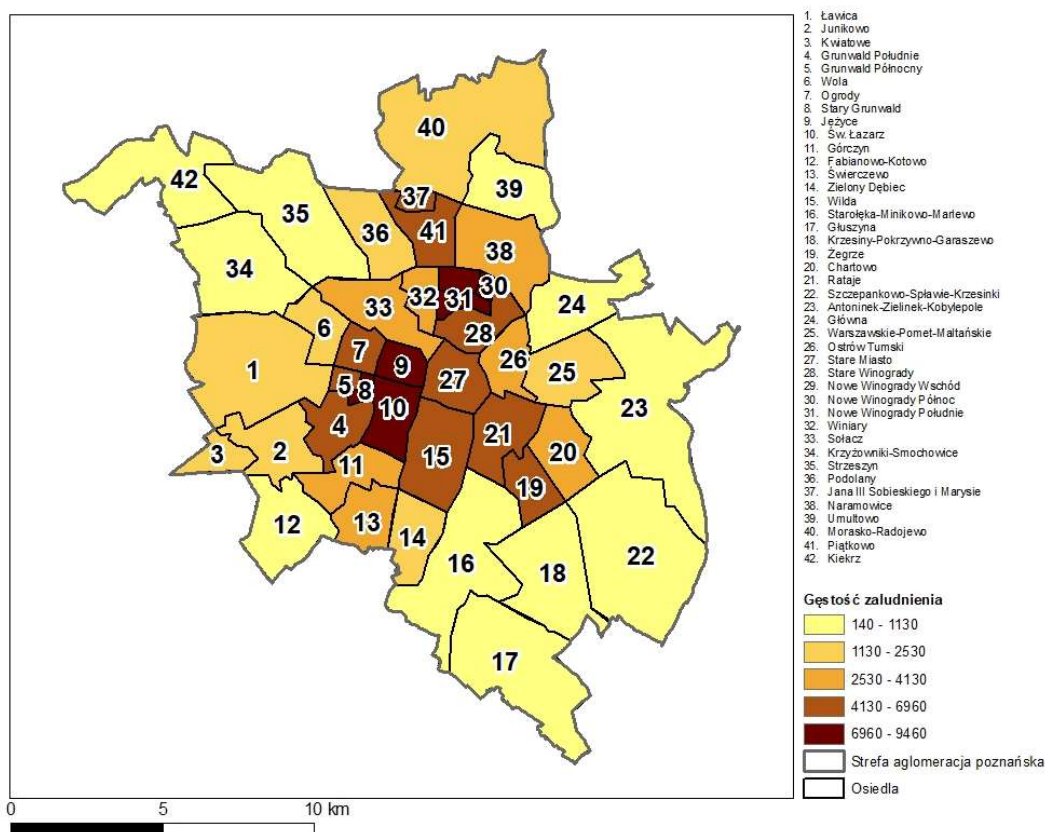 1. Ławica
2. Junikowo
3. Kwiatowe
4. Grunwald Południe
5. Grunwald Północny
6. Wola
7. Ogrody
8. Stary Grunwald
9. Jeżyce
10. Św. Łazarz
11. Górczyn
12. Fabianowo-Kotowo
13. Świerczewo
14. Zielony Dębiec
15. Wilda
16. Starołęka-Minikowo-Marlewo
17. Głuszyna
18. Krzesiny-Pokrzywno-Garaszewo
19. Żegrze
20. Chartowo
21. Rataje
22. Szczepankowo-Spławie-Krzesinki
23. Antoninek-Zielinek-Kobylepole
24. Główna
25. Warszawskie-Pomet-Maltańskie
26. Ostrów Tumski
27. Stare Miasto
28. Stare Winogrady
29. Nowe Winogrady Wschód
30. Nowe Winogrady Północ
31. Nowe Winogrady Południe
32. Winiary
33. Sołacz
34. Krzyżowniki-Smochowice
35. Strzeszyn
36. Podolany
37. Jana III Sobieskiego i Marysieńki
38. Naramowice
39. Umultowo
40. Morasko-Radojewo
41. Piątkowo
42. Kiekrz
40
42
37
39
35
36
41
38
34
30
32
31
24
33
28
6
7
9
26
25
1
27
5
8
10
23
4
21
3
2
15
20
11
19
12
13
14
22
16
18
17
Gęstość zaludnienia
140 - 1130
1130 - 2530
2530 - 4130
4130 - 6960
6960 - 9460
Strefa aglomeracja poznańska
Osiedla
0 5 10 km